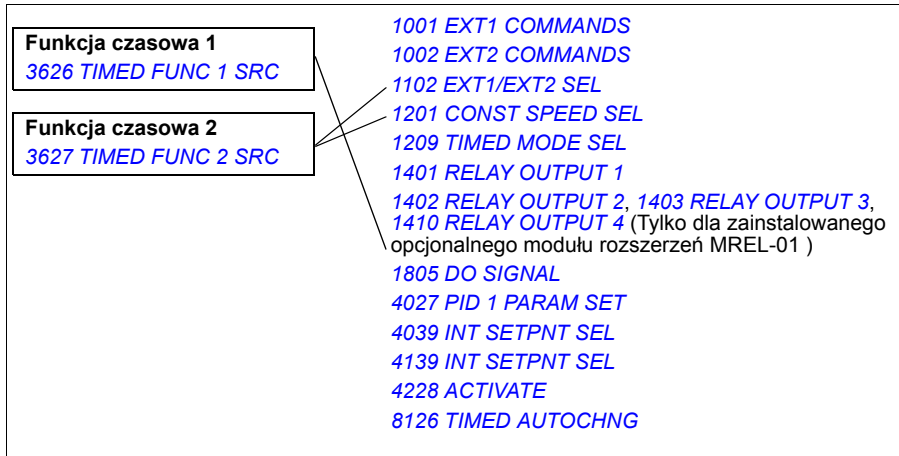 Funkcja czasowa 1
3626 TIMED FUNC 1 SRC
Funkcja czasowa 2
3627 TIMED FUNC 2 SRC
1001 EXT1 COMMANDS
1002 EXT2 COMMANDS
1102 EXT1/EXT2 SEL
1201 CONST SPEED SEL
1209 TIMED MODE SEL
1401 RELAY OUTPUT 1
1402 RELAY OUTPUT 2, 1403 RELAY OUTPUT 3,
1410 RELAY OUTPUT 4 (Tylko dla zainstalowanego
opcjonalnego modułu rozszerzeń MREL-01 )
1805 DO SIGNAL
4027 PID 1 PARAM SET
4039 INT SETPNT SEL
4139 INT SETPNT SEL
4228 ACTIVATE
8126 TIMED AUTOCHNG